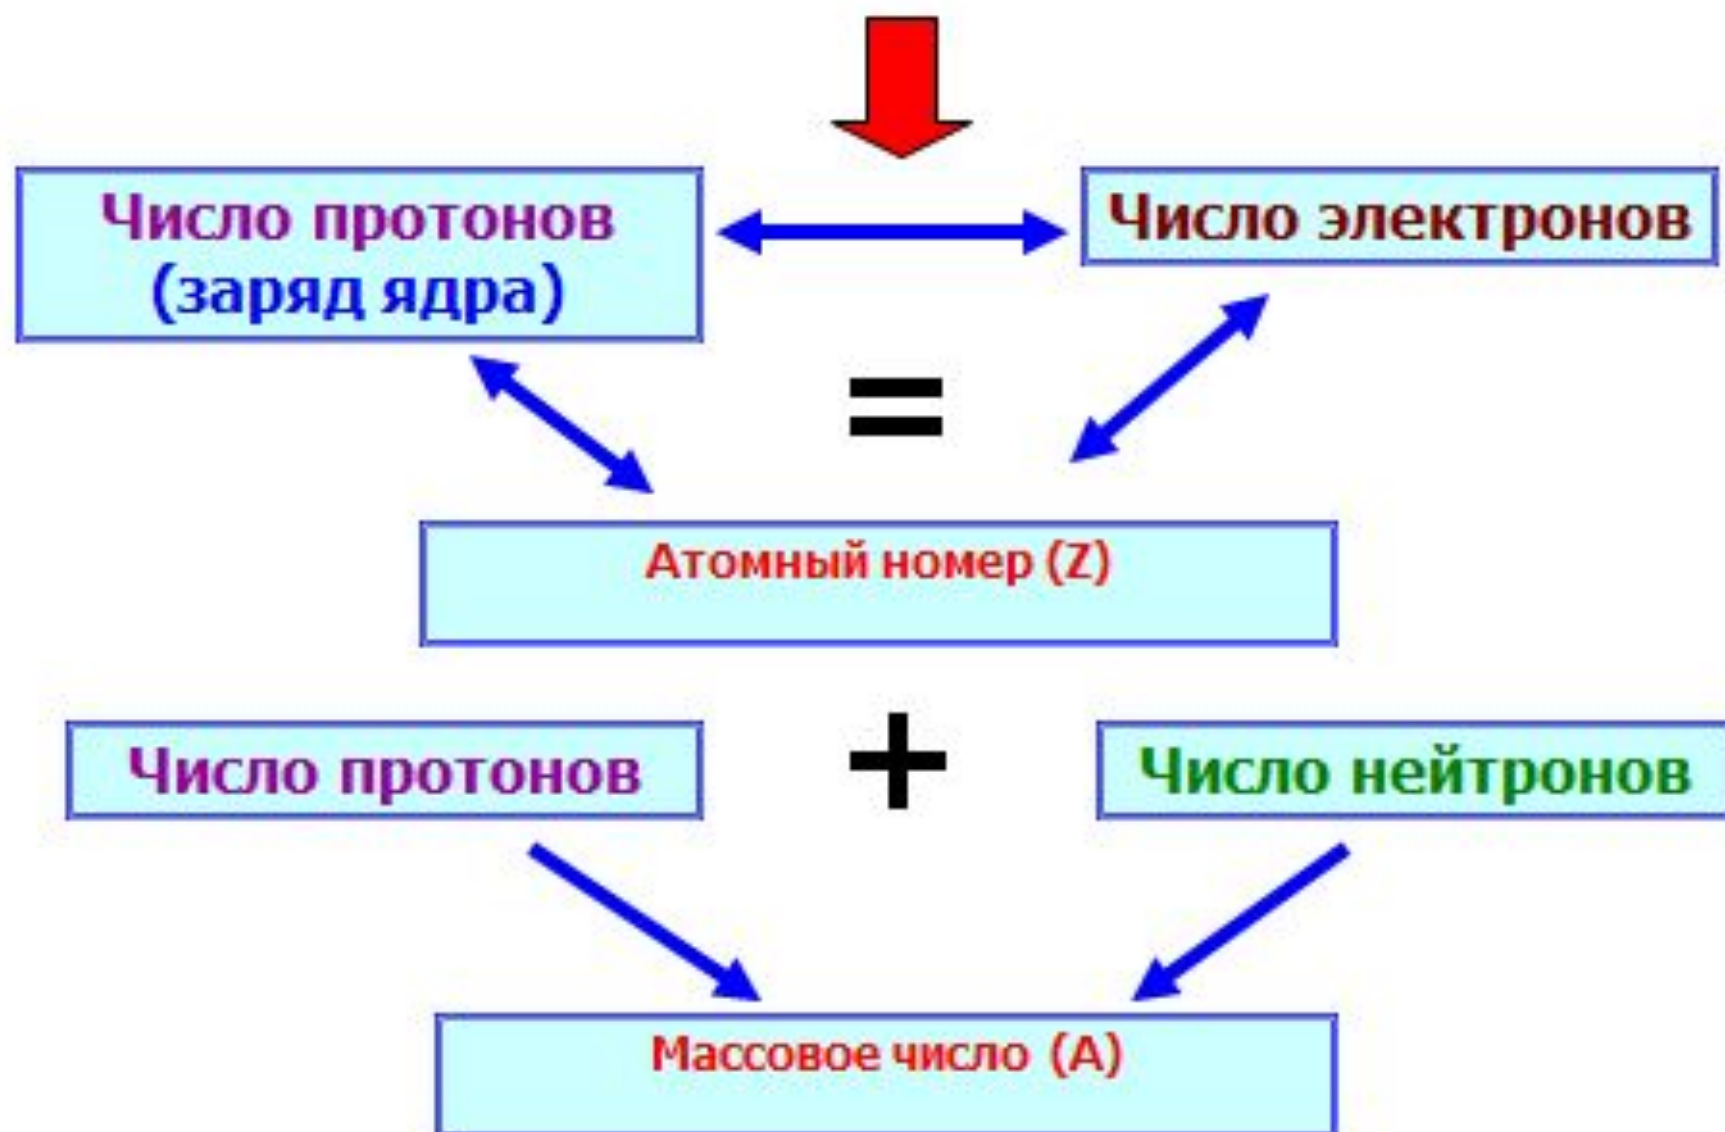 Число протонов
(заряд ядра)
Число электронов
=
Атомный номер (Z)
+
Число протонов
Число нейтронов
Массовое число (A)